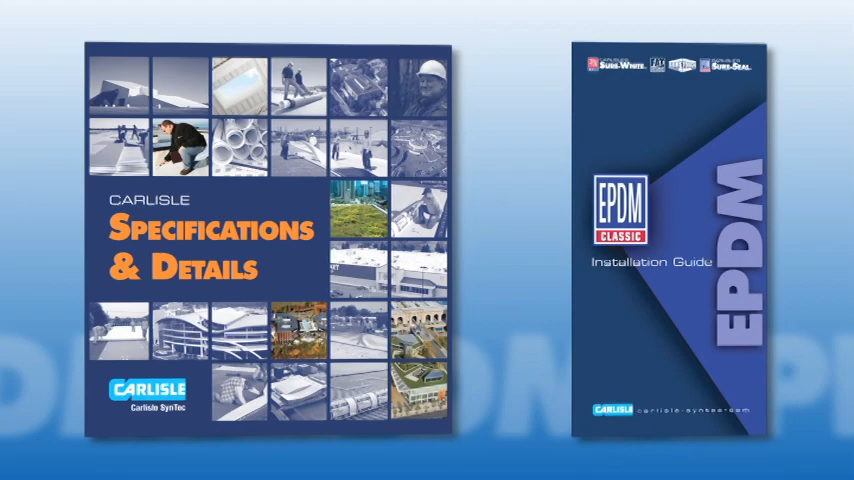 CARLISLE
SPECIFICATIONS
& DETAILS
CARLISLE
Carlisle SynTec
SURE-WHITE
SURE-SEAL
EPDM
CLASSIC
Installation Guide
EPDM
CARLISLE